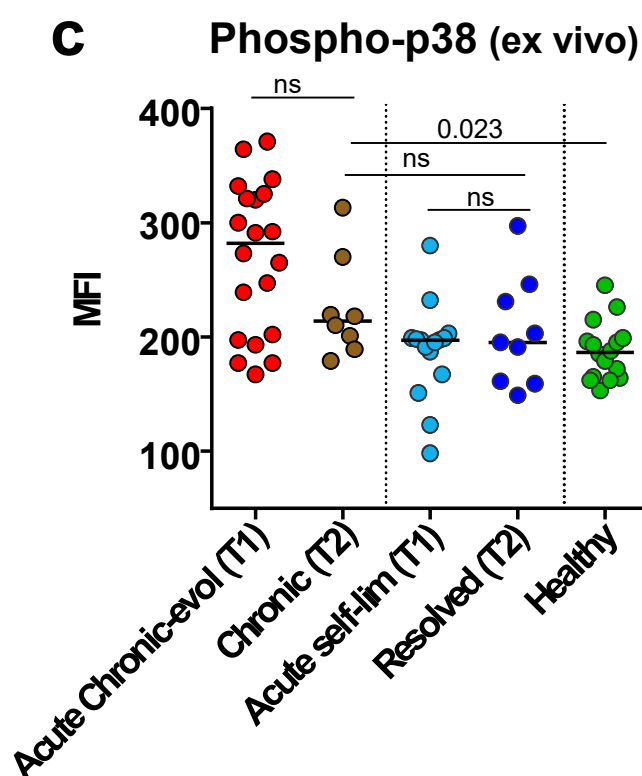 c
Phospho-p38 (ex vivo)
ns
400
0.023
ns
ns
300
MFI
200
100
Acute Chronic-evol (T1)
Chronic (T2)
Acute self-lim (T1)
Resolved (T2)
Healthy